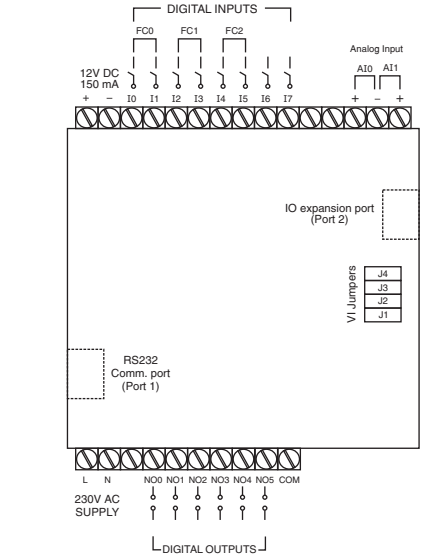 DIGITAL INPUTS
FC0 FC1 FC2
Analog Input
AI0 AI1
12V DC
150 mA
+ − I0 I1 I2 I3 I4 I5 I6 I7 + − +
IO expansion port
(Port 2)
VI Jumpers
J4
J3
J2
J1
RS232
Comm. port
(Port 1)
L N NO0 NO1 NO2 NO3 NO4 NO5 COM
230V AC
SUPPLY
DIGITAL OUTPUTS